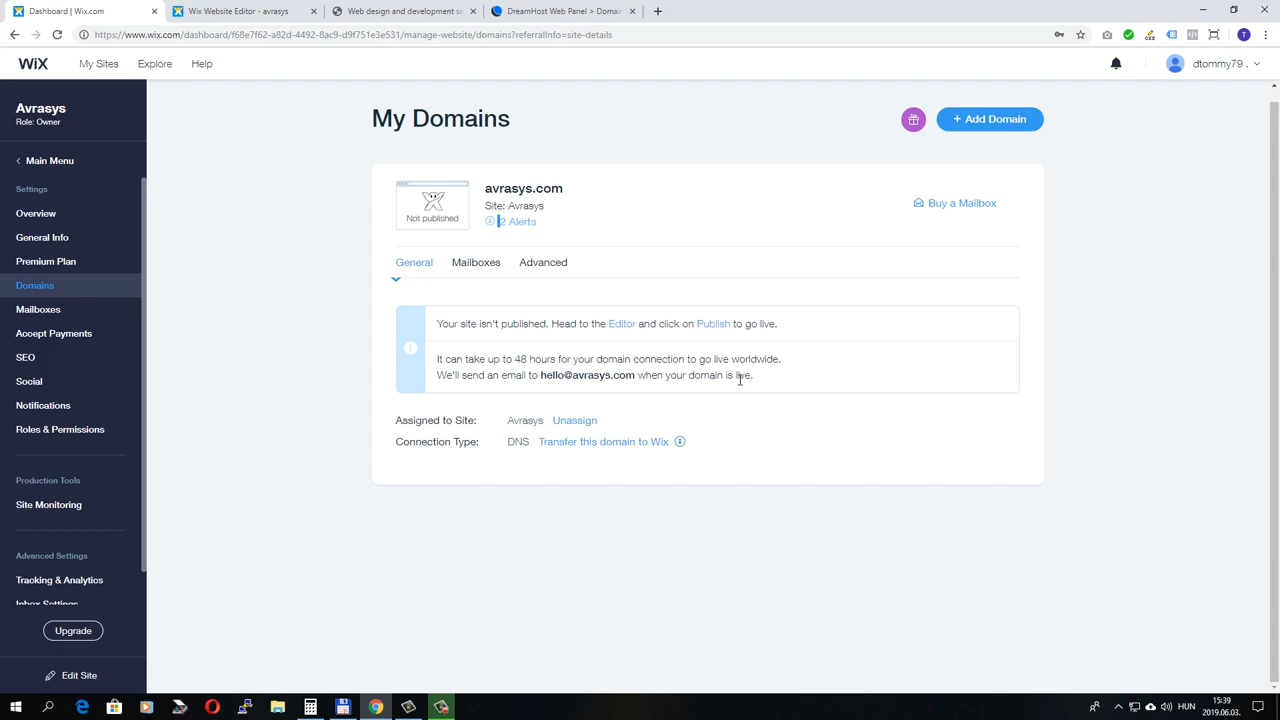 Dashboard | Wix.com
Wix Website Editor - avrasys
Web design and development se
DreamHost Web Panel > Domain
https://www.wix.com/dashboard/f68e7f62-a82d-4492-8ac9-d9f751e3e531/manage-website/domains?referralInfo=site-details
T
WiX
My Sites
Explore
Help
dtommy79 .
Avrasys
Role: Owner
Main Menu
Settings
Overview
General Info
Premium Plan
Domains
Mailboxes
Accept Payments
SEO
Social
Notifications
Roles & Permissions
Production Tools
Site Monitoring
Advanced Settings
Tracking & Analytics
Inbox Settings
Upgrade
Edit Site
My Domains
+ Add Domain
Not published
avrasys.com
Site: Avrasys
2 Alerts
Buy a Mailbox
General
Mailboxes
Advanced
Your site isn't published. Head to the Editor and click on Publish to go live.
It can take up to 48 hours for your domain connection to go live worldwide.
We'll send an email to hello@avrasys.com when your domain is live.
Assigned to Site: Avrasys Unassign
Connection Type: DNS Transfer this domain to Wix
HUN
15:39
2019.06.03.